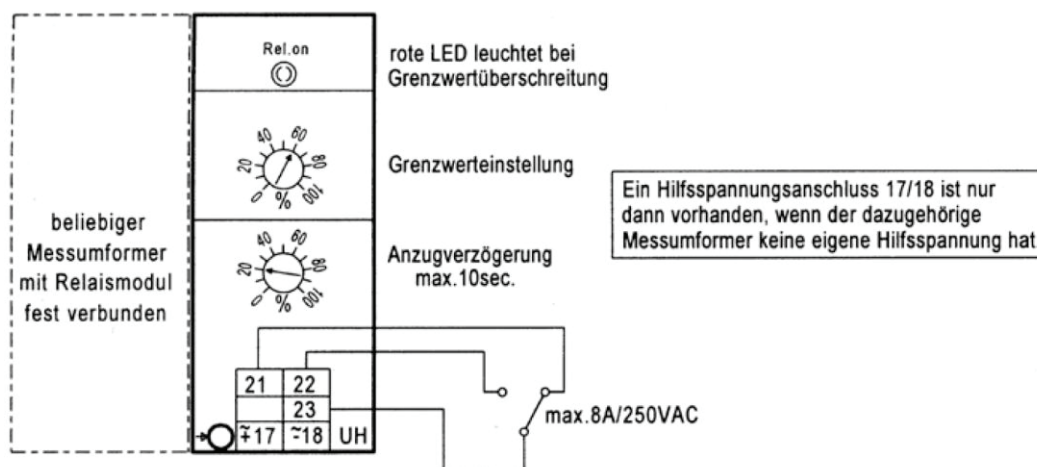 Rel.on
rote LED leuchtet bei
Grenzwertüberschreitung
0 20 40 60 80 100
%
Grenzwerteinstellung
beliebiger
Messumformer
mit Relaismodul
fest verbunden
Ein Hilfsspannungsanschluss 17/18 ist nur
dann vorhanden, wenn der dazugehörige
Messumformer keine eigene Hilfsspannung hat
0 20 40 60 80 100
%
Anzugverzögerung
max.10sec.
21 22
23
+17 -18 UH
max.8A/250VAC